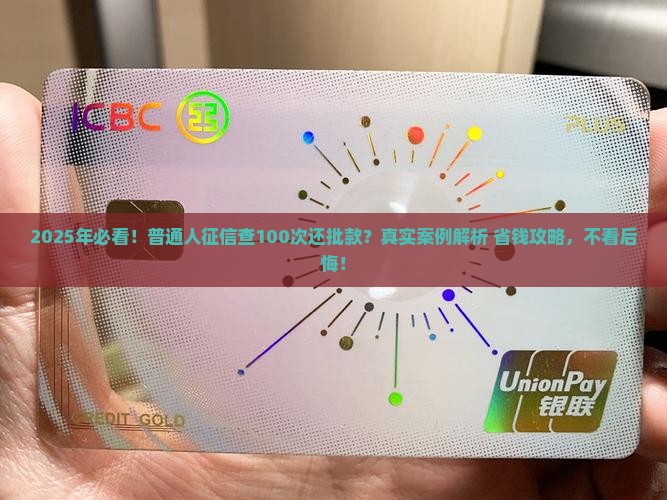 ICBC
PLUS
2025年必看！普通人征信查100次还批款？真实案例解析 省钱攻略，不看后
悔！
UnionPay
银联
CREDIT GOLD